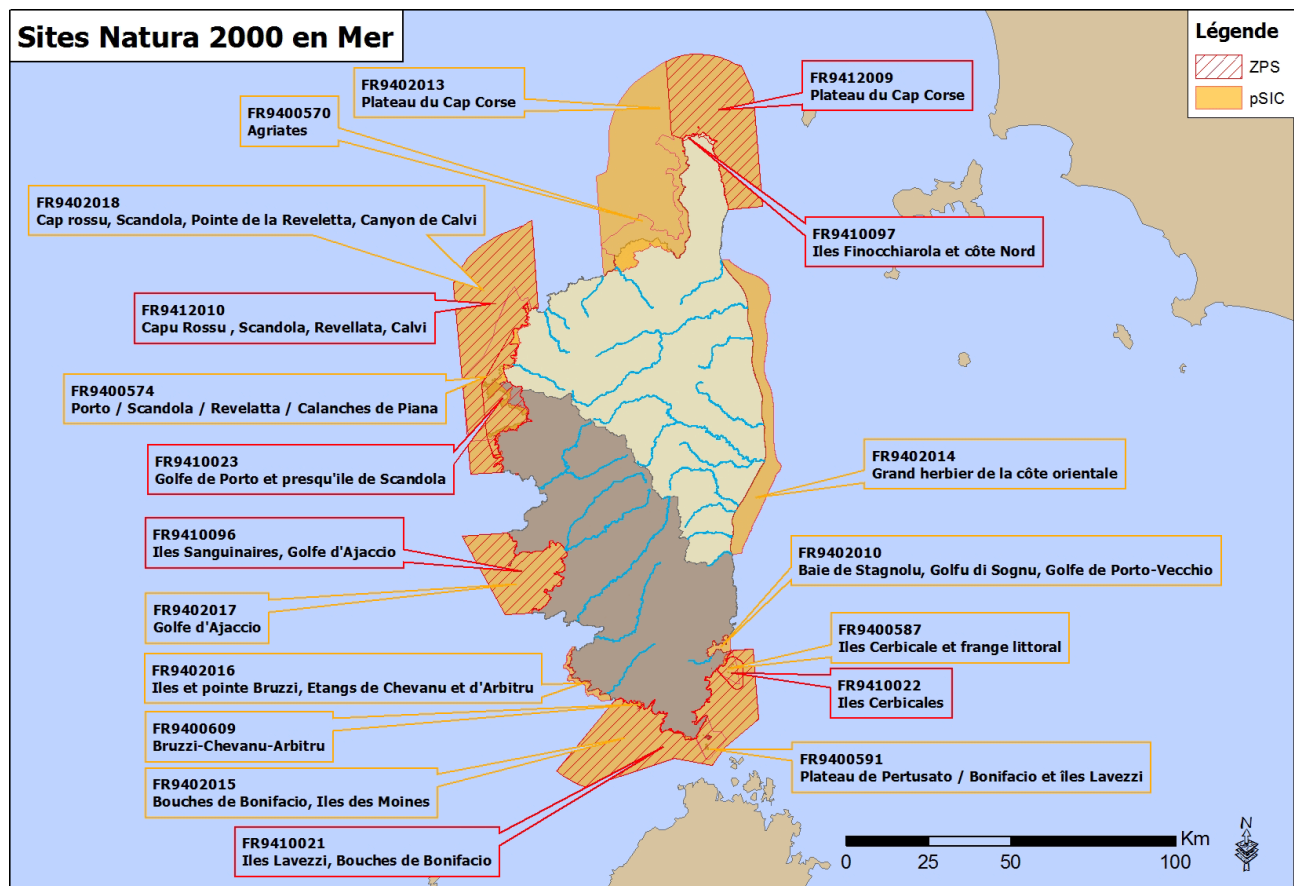 Sites Natura 2000 en Mer
Légende
ZPS
pSIC
FR9402013
Plateau du Cap Corse
FR9412009
Plateau du Cap Corse
FR9400570
Agriates
FR9402018
Cap rossu, Scandola, Pointe de la Reveletta, Canyon de Calvi
FR9410097
Iles Finocchiarola et côte Nord
FR9412010
Capu Rossu , Scandola, Revellata, Calvi
FR9400574
Porto / Scandola / Revelatta / Calanches de Piana
FR9410023
Golfe de Porto et presqu'ile de Scandola
FR9402014
Grand herbier de la côte orientale
FR9410096
Iles Sanguinaires, Golfe d'Ajaccio
FR9402010
Baie de Stagnolu, Golfu di Sognu, Golfe de Porto-Vecchio
FR9402017
Golfe d'Ajaccio
FR9400587
Iles Cerbicale et frange littoral
FR9402016
Iles et pointe Bruzzi, Etangs de Chevanu et d'Arbitru
FR9410022
Iles Cerbicales
FR9400609
Bruzzi-Chevanu-Arbitru
FR9400591
Plateau de Pertusato / Bonifacio et îles Lavezzi
FR9402015
Bouches de Bonifacio, Iles des Moines
FR9410021
Iles Lavezzi, Bouches de Bonifacio
Km
0 25 50 100
N